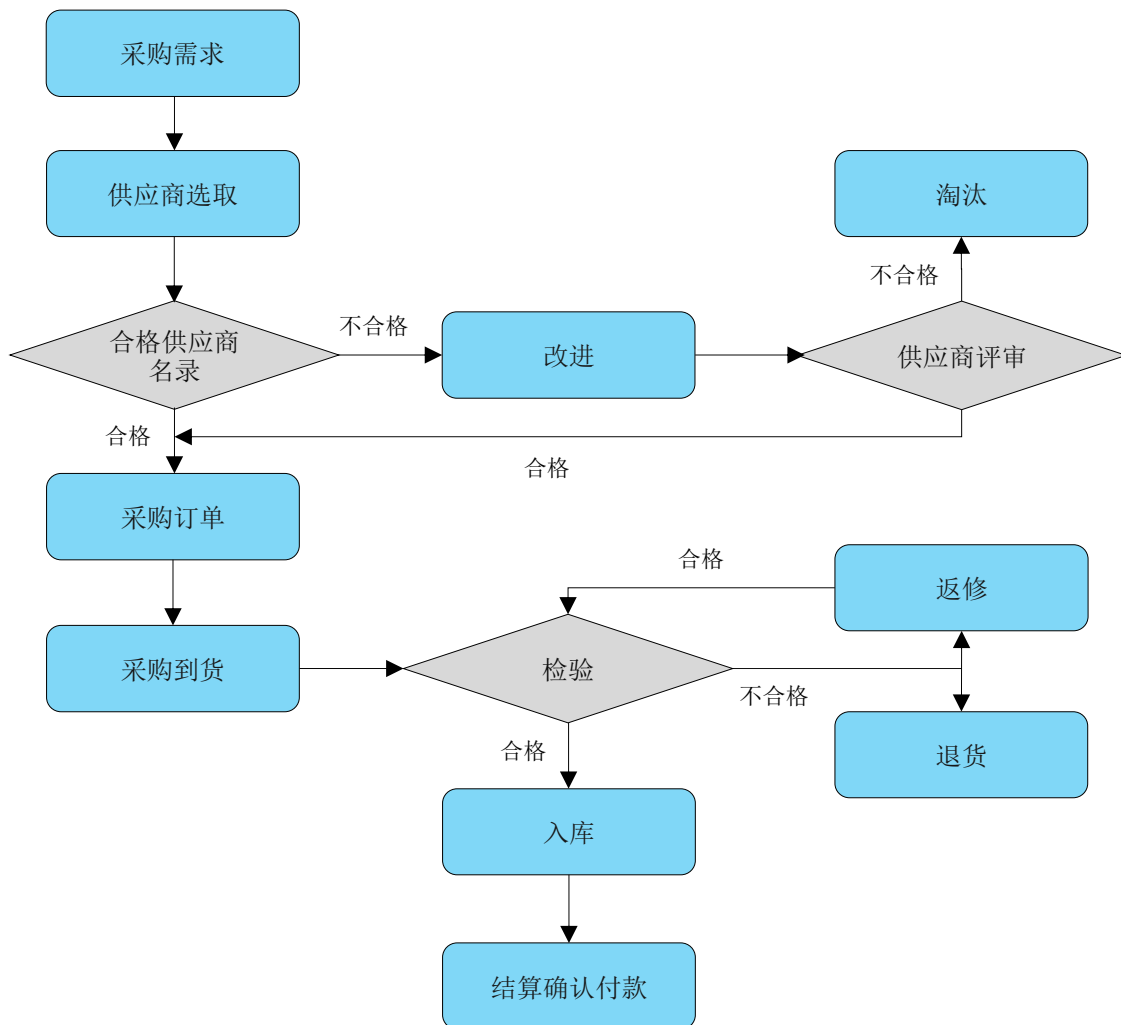 采购需求
供应商选取
淘汰
不合格
合格供应商
名录
不合格
改进
供应商评审
合格
合格
采购订单
合格
返修
采购到货
检验
不合格
合格
退货
入库
结算确认付款